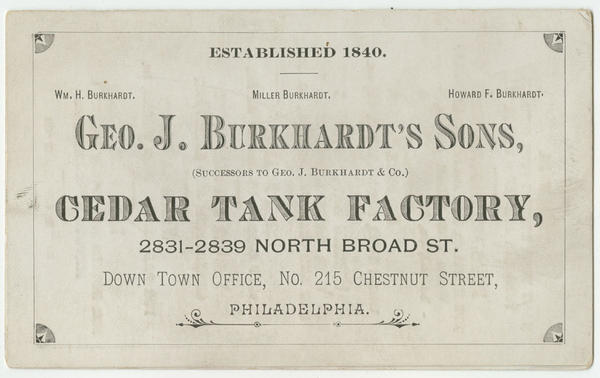 ESTABLISHED 1840.
WM. H. BURKHARDT. MILLER BURKHARDT. HOWARD F. BURKHARDT.
GEO. J. BURKHARDT'S SONS,
(SUCCESSORS TO GEO. J. BURKHARDT & CO.)
CEDAR TANK FACTORY,
2831-2839 NORTH BROAD ST.
DOWN TOWN OFFICE, NO. 215 CHESTNUT STREET,
PHILADELPHIA.